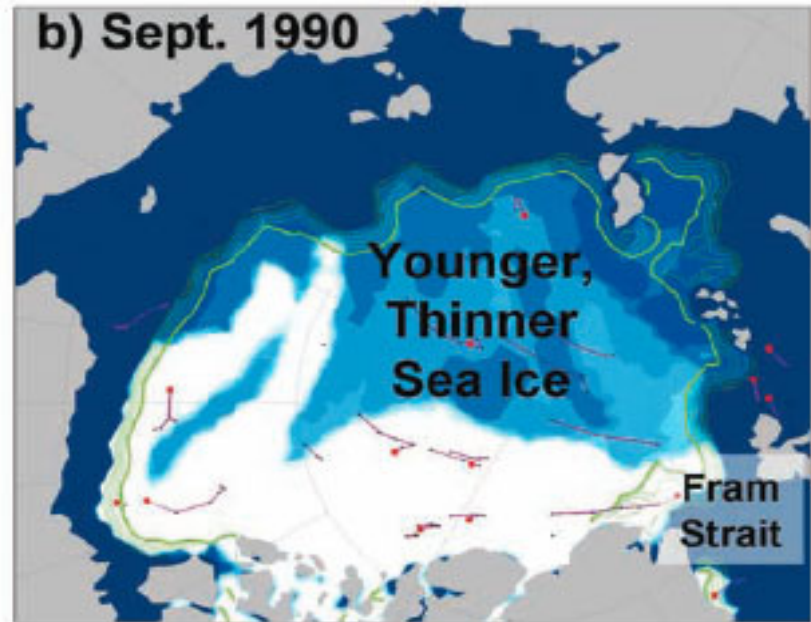 b) Sept. 1990
Younger,
Thinner
Sea Ice
Fram
Strait